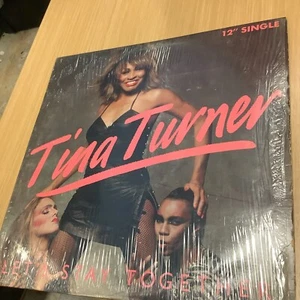 12" SINGLE
Tina Turner
LET'S STAY TOGETHER